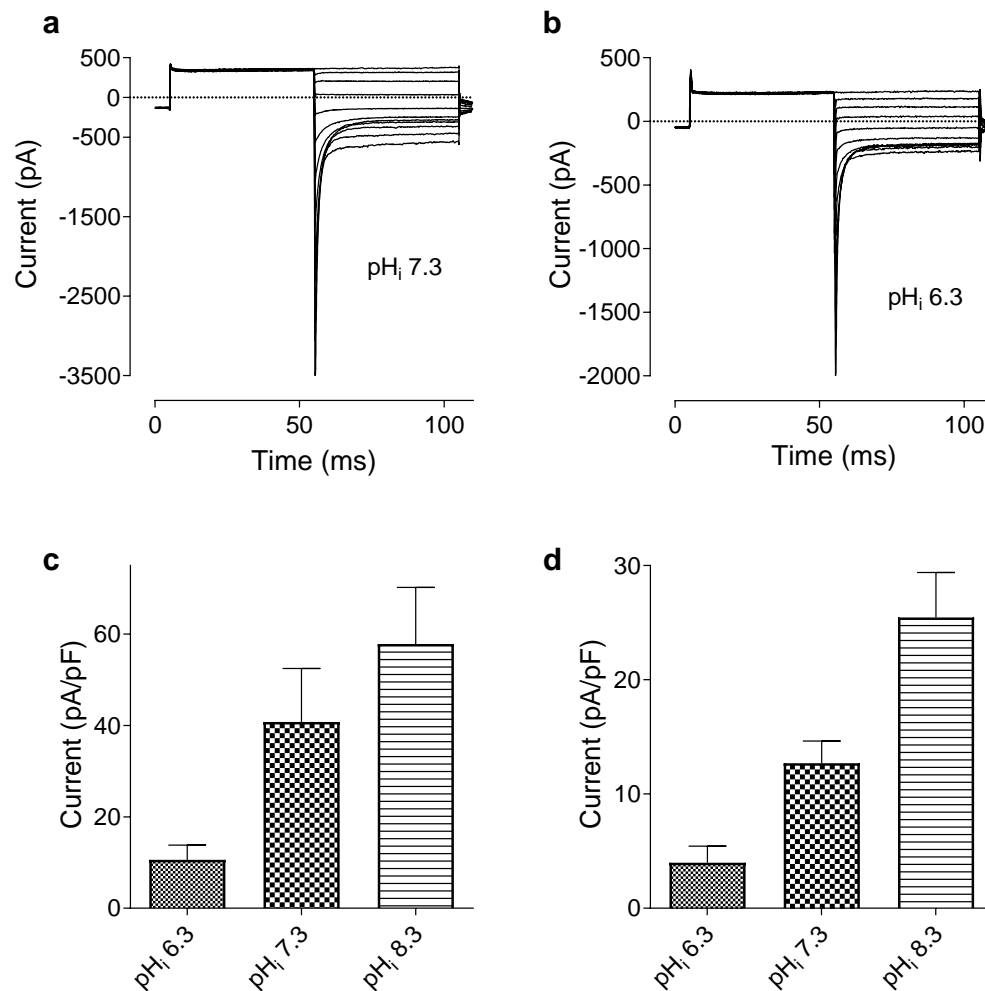 a
500
0
-500
-1500
-2500
-3500
Current (pA)
pHi 7.3
0
50
100
Time (ms)
b
500
0
-500
-1000
-1500
-2000
Current (pA)
pHi 6.3
0
50
100
Time (ms)
c
60
40
20
0
Current (pA/pF)
pHi 6.3
pHi 7.3
pHi 8.3
d
30
20
10
0
Current (pA/pF)
pHi 6.3
pHi 7.3
pHi 8.3